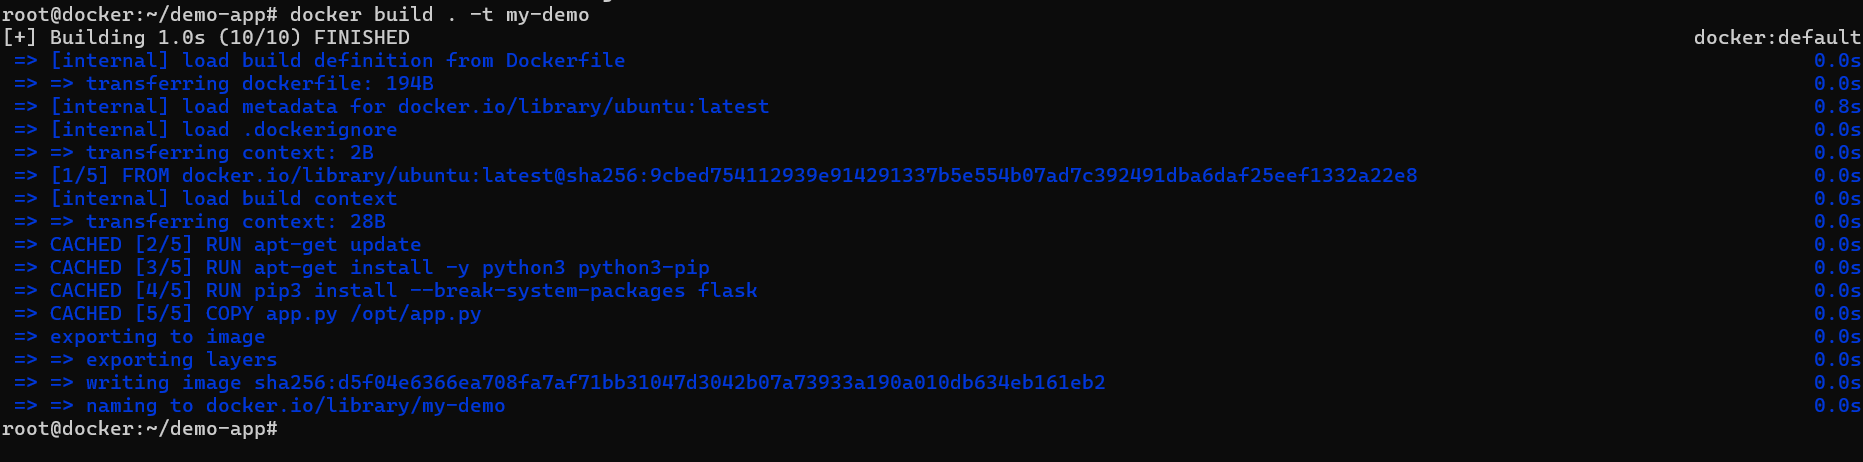 root@docker:~/demo-app# docker build . -t my-demo
[+] Building 1.0s (10/10) FINISHED docker:default
=> [internal] load build definition from Dockerfile 0.0s
=> => transferring dockerfile: 194B 0.0s
=> [internal] load metadata for docker.io/library/ubuntu:latest 0.8s
=> [internal] load .dockerignore 0.0s
=> => transferring context: 2B 0.0s
=> [1/5] FROM docker.io/library/ubuntu:latest@sha256:9cbed754112939e914291337b5e554b07ad7c392491dba6daf25eef1332a22e8 0.0s
=> [internal] load build context 0.0s
=> => transferring context: 28B 0.0s
=> CACHED [2/5] RUN apt-get update 0.0s
=> CACHED [3/5] RUN apt-get install -y python3 python3-pip 0.0s
=> CACHED [4/5] RUN pip3 install --break-system-packages flask 0.0s
=> CACHED [5/5] COPY app.py /opt/app.py 0.0s
=> exporting to image 0.0s
=> => exporting layers 0.0s
=> => writing image sha256:d5f04e6366ea708fa7af71bb31047d3042b07a73933a190a010db634eb161eb2 0.0s
=> => naming to docker.io/library/my-demo 0.0s
root@docker:~/demo-app#